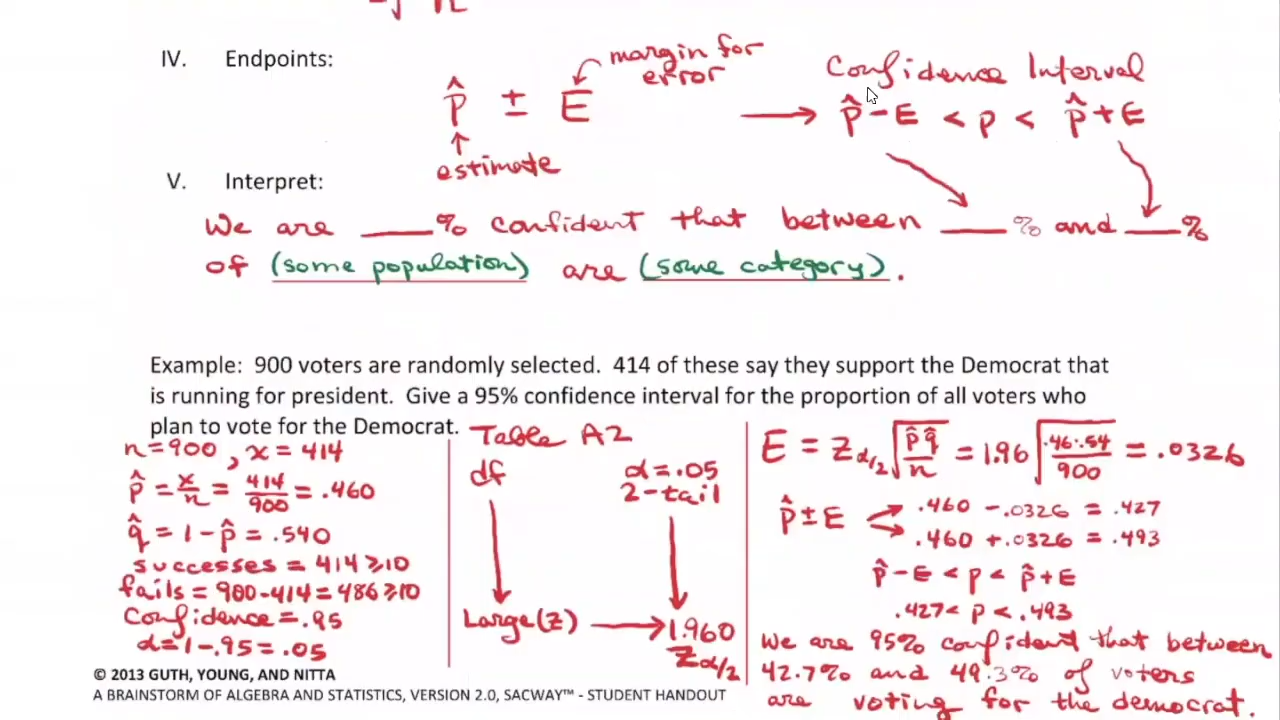 √ n
IV. Endpoints:
p̂ ± E
margin for
error
estimate
Confidence Interval
→ p̂ - E < p < p̂ + E
V. Interpret:
We are ___% confident that between ___% and ___%
of (some population) are (some category).
Example: 900 voters are randomly selected. 414 of these say they support the Democrat that
is running for president. Give a 95% confidence interval for the proportion of all voters who
plan to vote for the Democrat.
n=900, x = 414
p̂ = x/n = 414/900 = .460
q̂ = 1-p̂ = .540
successes = 414 ≥ 10
fails = 900-414 = 486 ≥ 10
Confidence = .95
α = 1-.95 = .05
Table A2
df
α = .05
2-tail
Large(Z) → 1.960
Zα/2
E = Zα/2 √(p̂q̂/n) = 1.96 √(.46·.54/900) = .0326
p̂ ± E
.460 - .0326 = .427
.460 + .0326 = .493
p̂ - E < p < p̂ + E
.427 < p < .493
We are 95% confident that between
42.7% and 49.3% of voters
are voting for the democrat.
© 2013 GUTH, YOUNG, AND NITTA
A BRAINSTORM OF ALGEBRA AND STATISTICS, VERSION 2.0, SACWAY™ - STUDENT HANDOUT